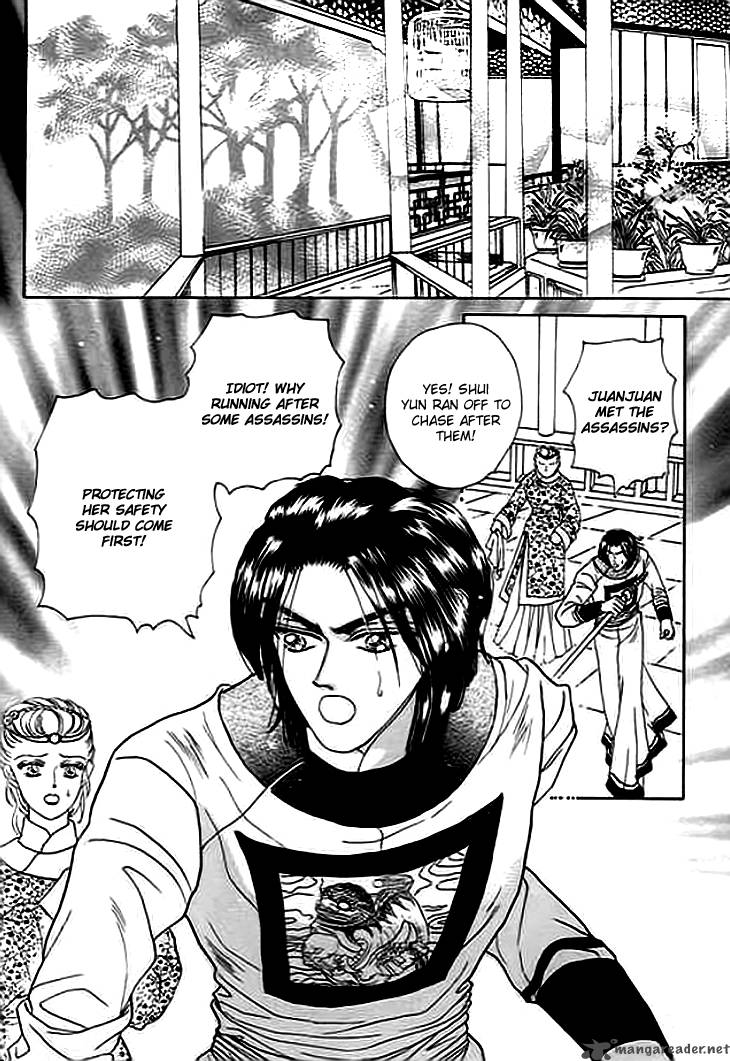 JUANJUAN
MET THE
ASSASSINS?
YES! SHUI
YUN RAN OFF TO
CHASE AFTER
THEM!
IDIOT! WHY
RUNNING AFTER
SOME ASSASSINS!
PROTECTING
HER SAFETY
SHOULD COME
FIRST!
mangareader.net